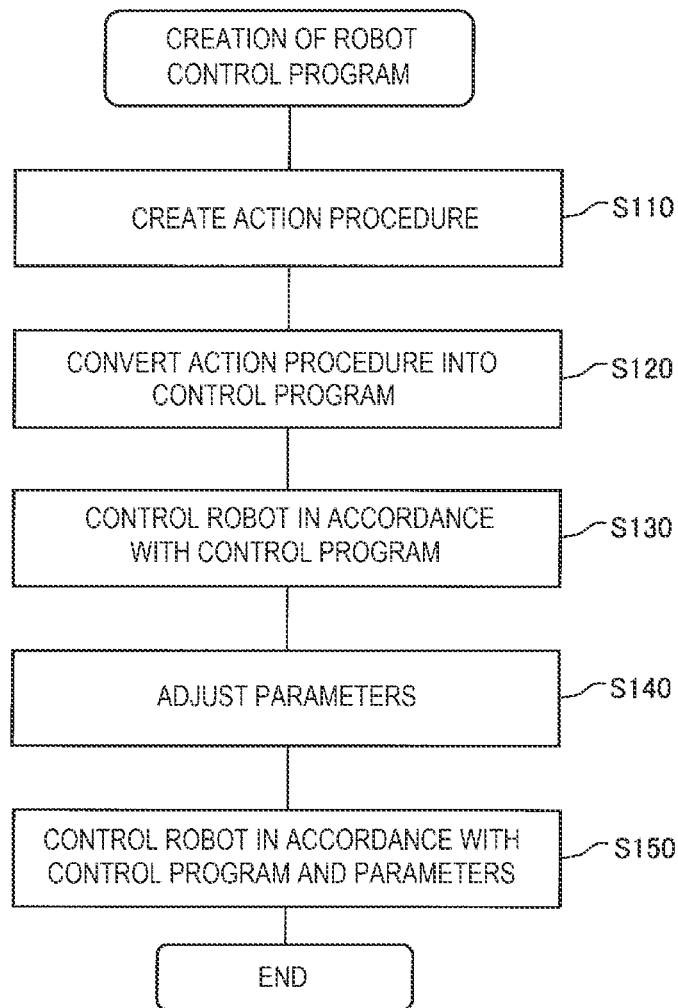 CREATION OF ROBOT
CONTROL PROGRAM
CREATE ACTION PROCEDURE
S110
CONVERT ACTION PROCEDURE INTO
CONTROL PROGRAM
S120
CONTROL ROBOT IN ACCORDANCE
WITH CONTROL PROGRAM
S130
ADJUST PARAMETERS
S140
CONTROL ROBOT IN ACCORDANCE WITH
CONTROL PROGRAM AND PARAMETERS
S150
END